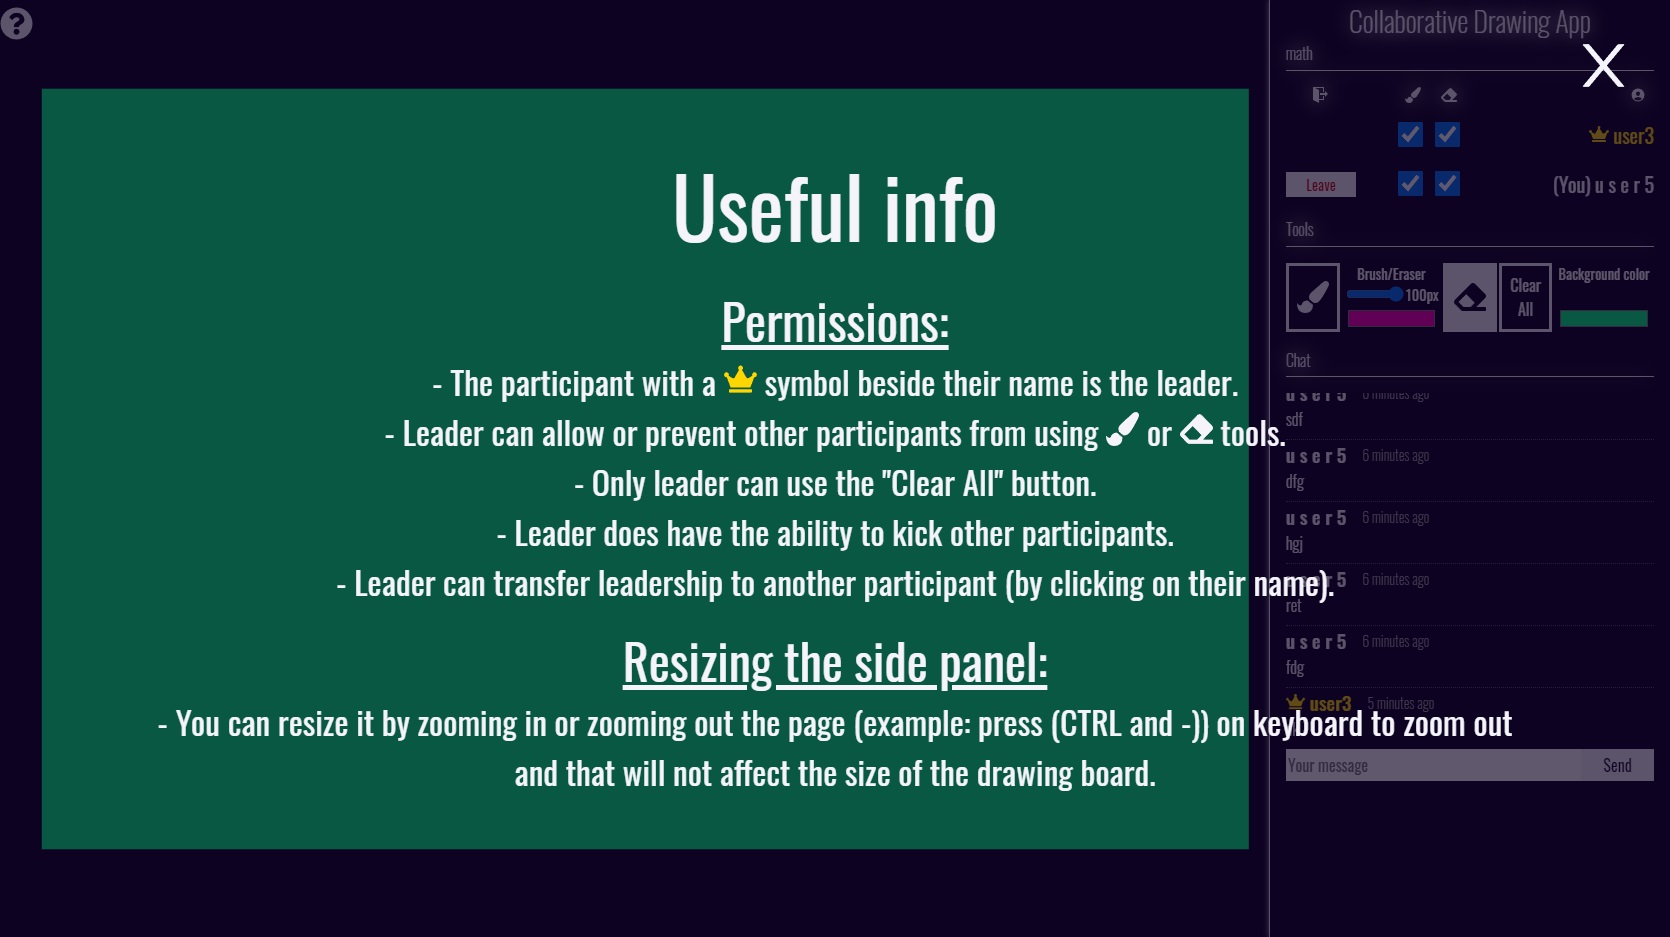 Collaborative Drawing App
math
user3
Leave
(You) u s e r 5
Tools
Brush/Eraser
100px
Clear
All
Background color
Chat
u s e r 5 6 minutes ago
sdf
u s e r 5 6 minutes ago
dfg
u s e r 5 6 minutes ago
hgj
u s e r 5 6 minutes ago
ret
u s e r 5 6 minutes ago
fdg
user3 5 minutes ago
Your message
Send
X
Useful info
Permissions:
- The participant with a symbol beside their name is the leader.
- Leader can allow or prevent other participants from using or tools.
- Only leader can use the "Clear All" button.
- Leader does have the ability to kick other participants.
- Leader can transfer leadership to another participant (by clicking on their name).
Resizing the side panel:
- You can resize it by zooming in or zooming out the page (example: press (CTRL and -)) on keyboard to zoom out
and that will not affect the size of the drawing board.